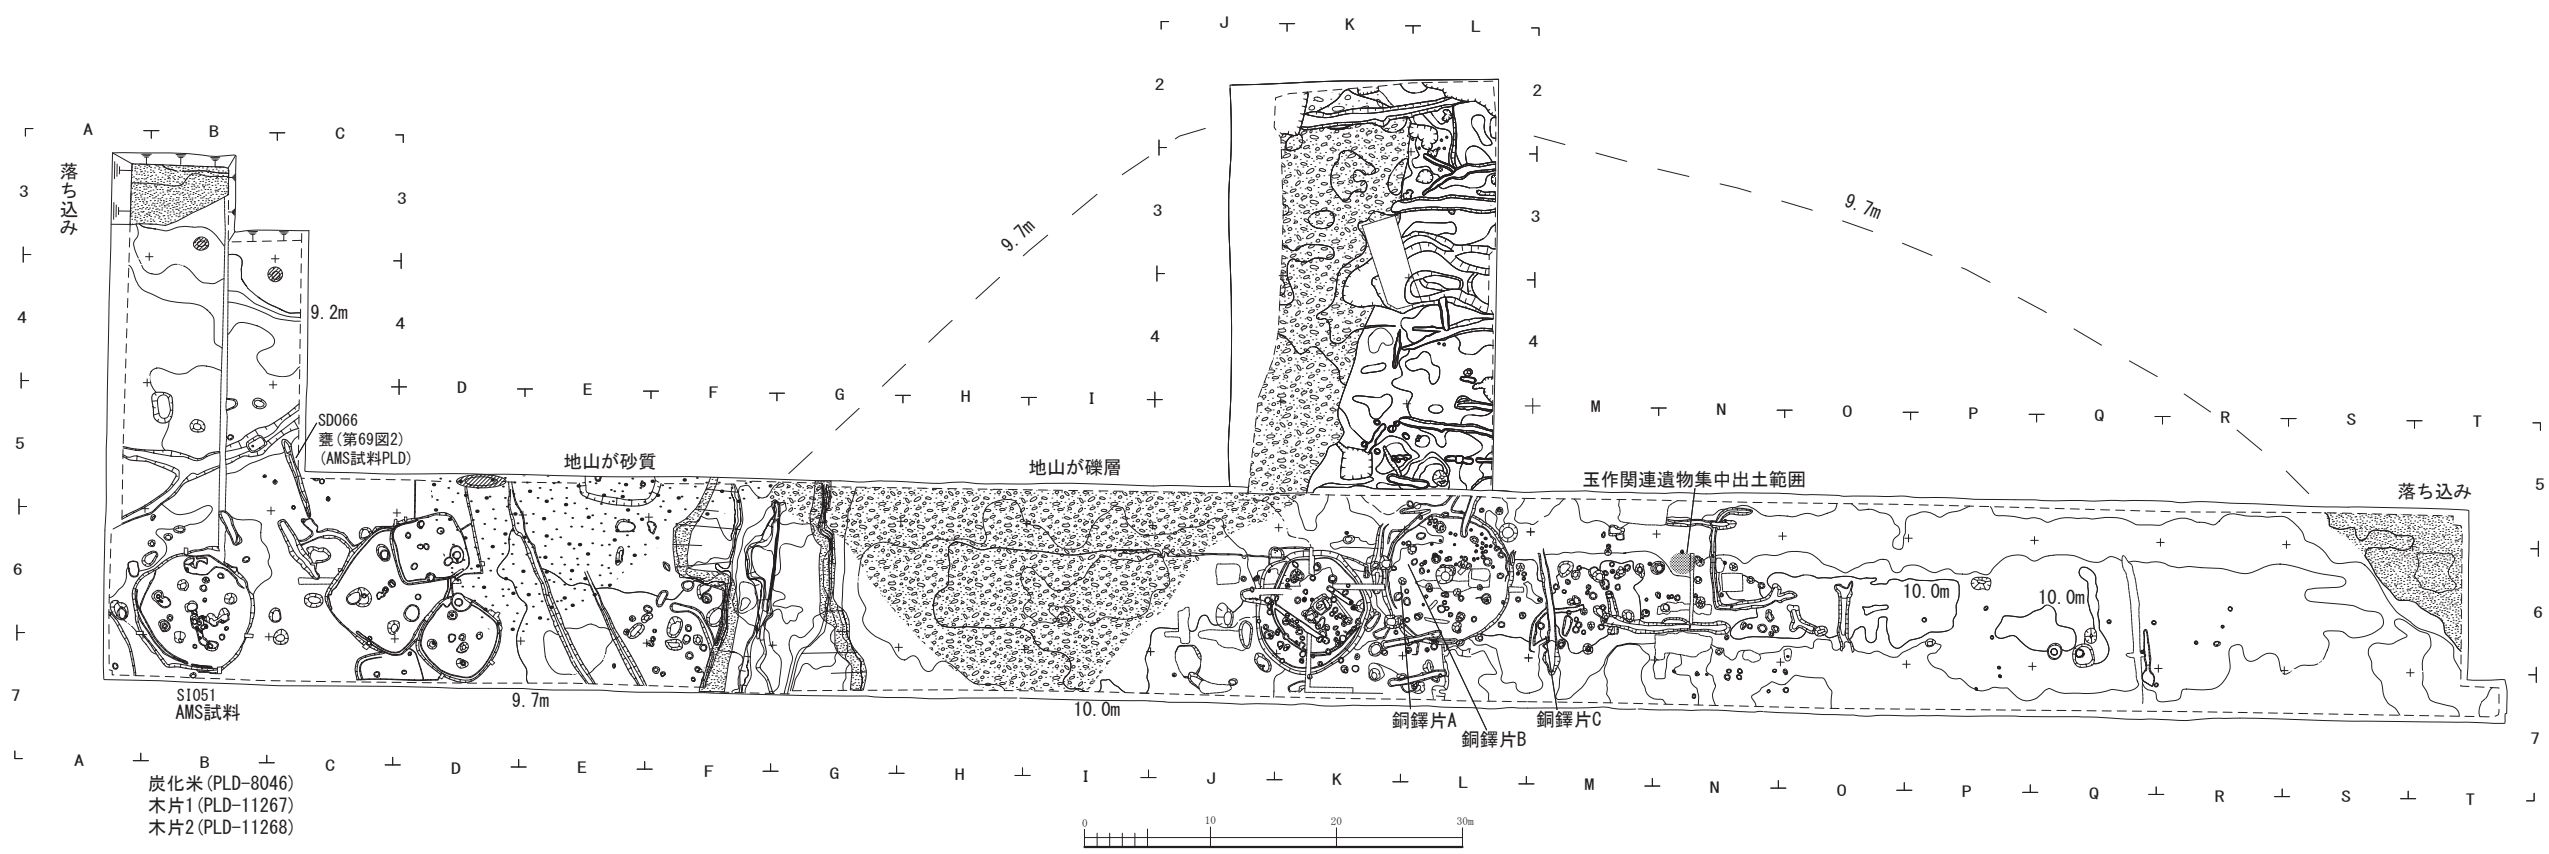 J K L
2 2
A B C
3 落ち込み 3
3 3
9.7m
9.7m
4 9.2m 4
4 4
D E F G H I
M N O P Q R S T
5 SD066
甕(第69図2)
(AMS試料PLD)
地山が砂質
地山が礫層
玉作関連遺物集中出土範囲
落ち込み
5
6 6
10.0m
10.0m
7
SI051
AMS試料
9.7m
10.0m
銅鐸片A
銅鐸片B
銅鐸片C
7
A B C D E F G H I J K L M N O P Q R S T
炭化米(PLD-8046)
木片1(PLD-11267)
木片2(PLD-11268)
0 10 20 30m